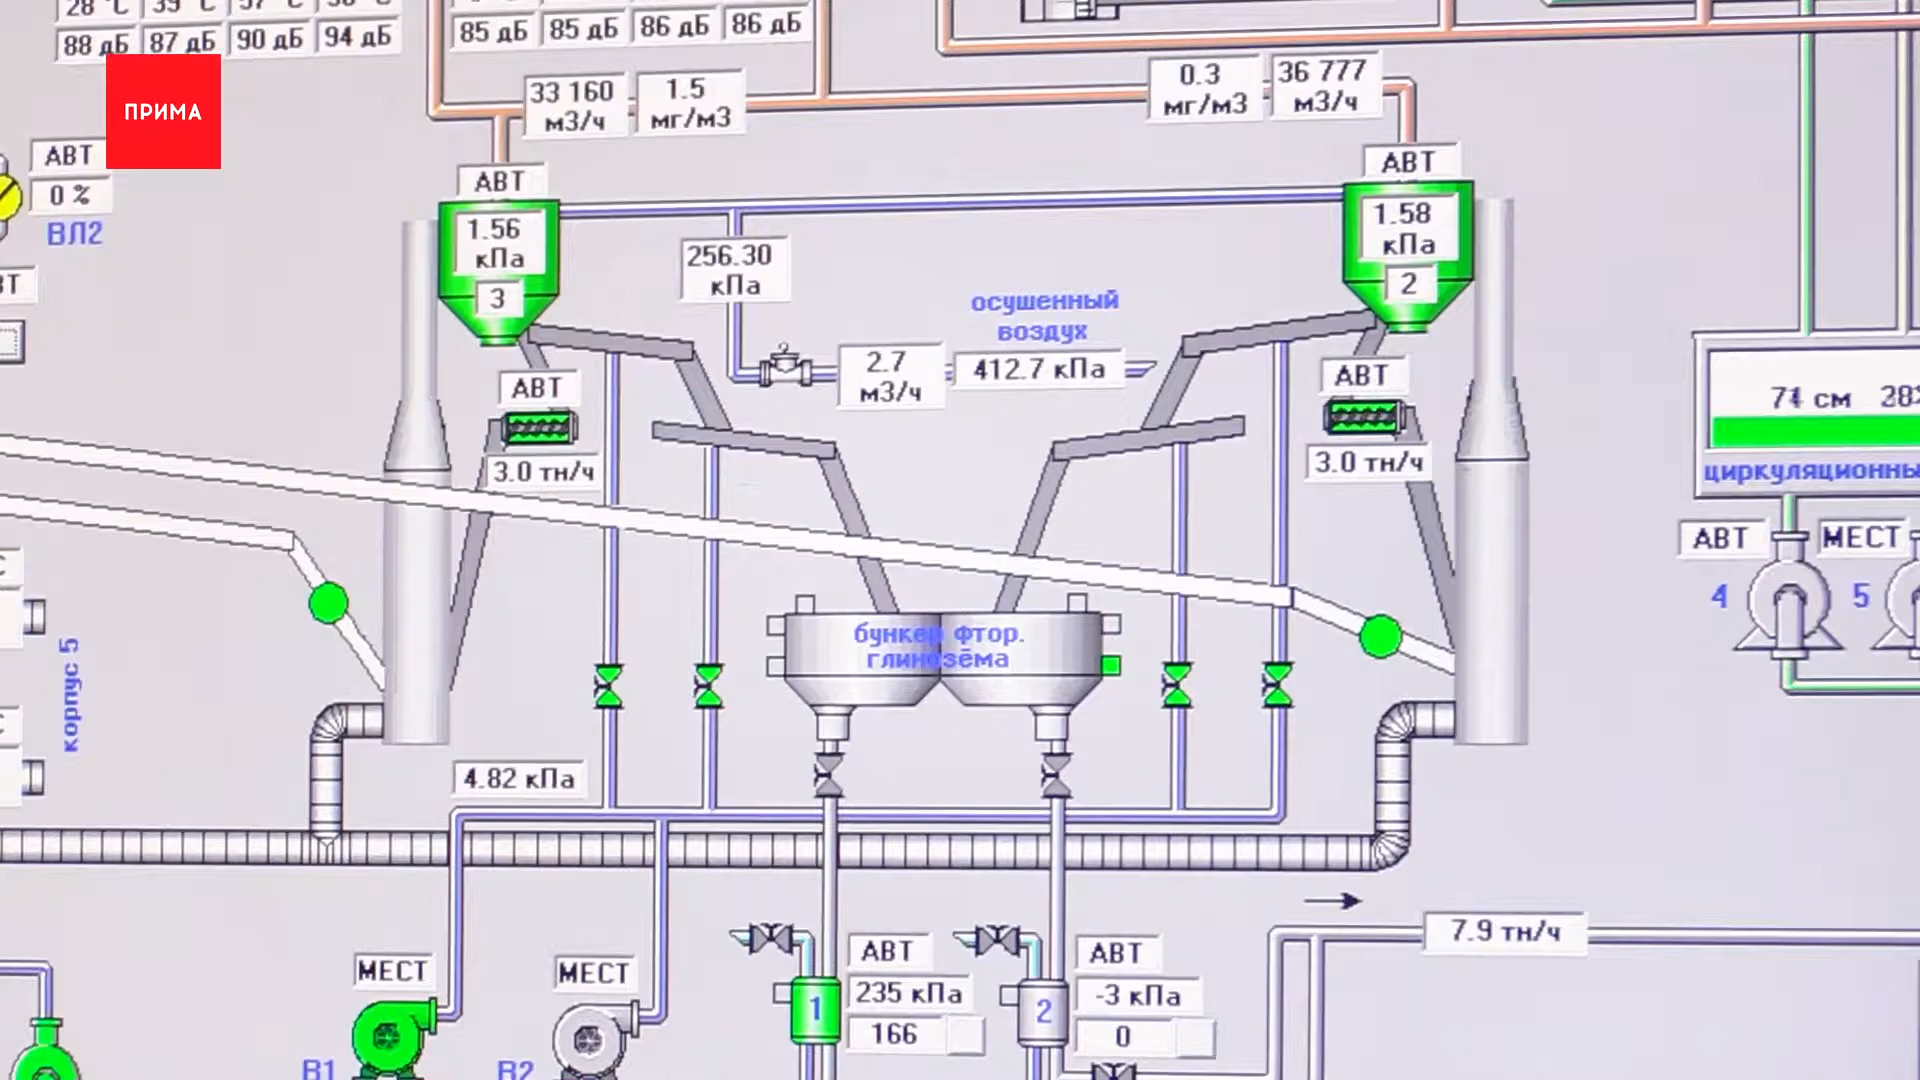 28 °C
39 °C
88 дБ
87 дБ
90 дБ
94 дБ
85 дБ
85 дБ
86 дБ
86 дБ
ПРИМА
33 160
м3/ч
1.5
мг/м3
0.3
мг/м3
36 777
м3/ч
АВТ
0 %
ВЛ2
АВТ
1.56
кПа
3
АВТ
1.58
кПа
2
256.30
кПа
осушенный
воздух
2.7
м3/ч
412.7 кПа
АВТ
3.0 тн/ч
АВТ
3.0 тн/ч
74 см
циркуляционны
АВТ
МЕСТ
4
5
корпус 5
бункер фтор.
глинозёма
4.82 кПа
7.9 тн/ч
МЕСТ
В1
МЕСТ
В2
1
АВТ
235 кПа
166
2
АВТ
-3 кПа
0